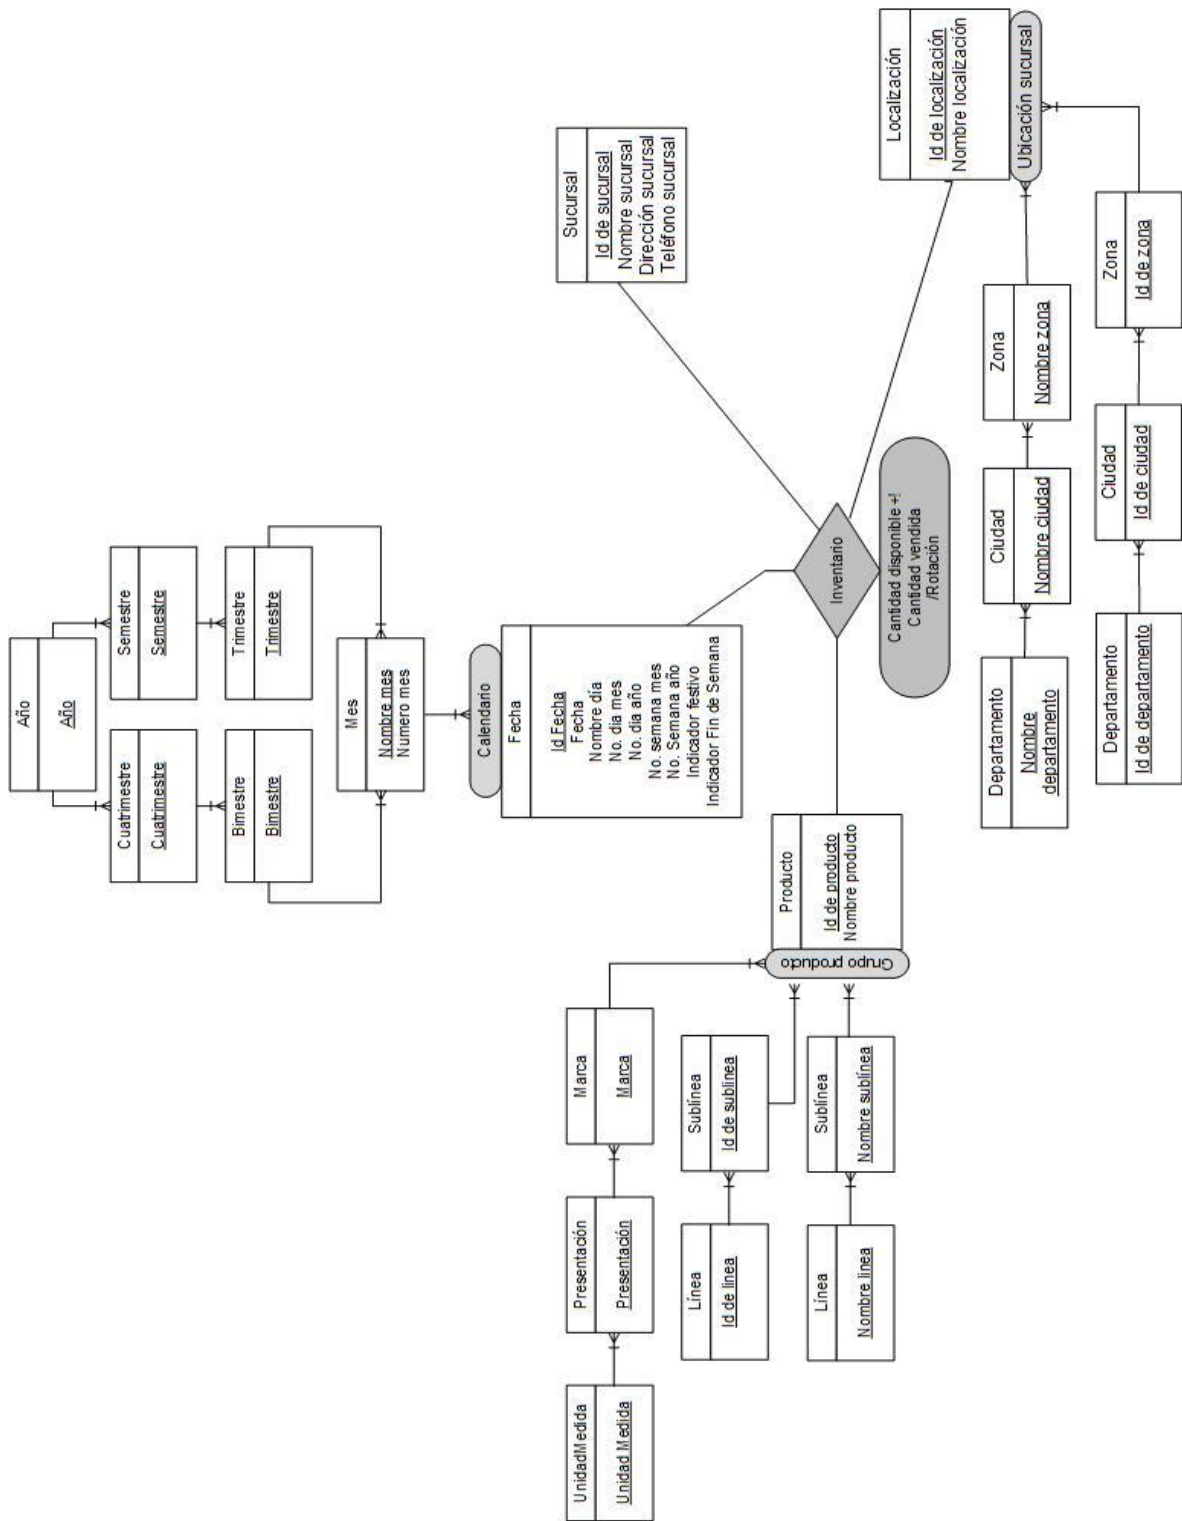 Año
Año
Cuatrimestre
Cuatrimestre
Semestre
Semestre
Bimestre
Bimestre
Trimestre
Trimestre
Mes
Nombre mes
Numero mes
Calendario
Fecha
Id Fecha
Fecha
Nombre día
No. dia mes
No. dia año
No. semana mes
No. Semana año
Indicador festivo
Indicador Fin de Semana
Sucursal
Id de sucursal
Nombre sucursal
Dirección sucursal
Teléfono sucursal
UnidadMedida
Unidad Medida
Presentación
Presentación
Marca
Marca
Línea
Id de linea
Sublínea
Id de sublinea
Línea
Nombre linea
Sublínea
Nombre sublínea
Grupo producto
Producto
Id de producto
Nombre producto
Inventario
Cantidad disponible +!
Cantidad vendida
/Rotación
Localización
Id de localización
Nombre localización
Ubicación sucursal
Departamento
Nombre
departamento
Ciudad
Nombre ciudad
Zona
Nombre zona
Departamento
Id de departamento
Ciudad
Id de ciudad
Zona
Id de zona